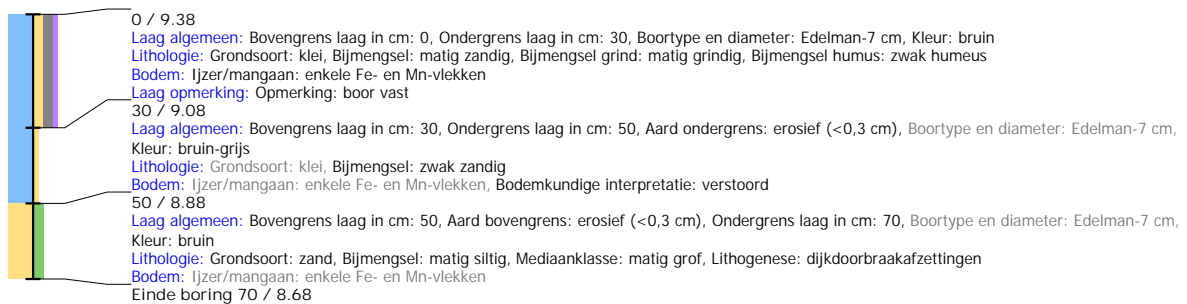 0 / 9.38
Laag algemeen: Bovengrens laag in cm: 0, Ondergrens laag in cm: 30, Boortype en diameter: Edelman-7 cm, Kleur: bruin
Lithologie: Grondsoort: klei, Bijmengsel: matig zandig, Bijmengsel grind: matig grindig, Bijmengsel humus: zwak humeus
Bodem: Ijzer/mangaan: enkele Fe- en Mn-vlekken
Laag opmerking: Opmerking: boor vast
30 / 9.08
Laag algemeen: Bovengrens laag in cm: 30, Ondergrens laag in cm: 50, Aard ondergrens: erosief (<0,3 cm), Boortype en diameter: Edelman-7 cm,
Kleur: bruin-grijs
Lithologie: Grondsoort: klei, Bijmengsel: zwak zandig
Bodem: Ijzer/mangaan: enkele Fe- en Mn-vlekken, Bodemkundige interpretatie: verstoord
50 / 8.88
Laag algemeen: Bovengrens laag in cm: 50, Aard bovengrens: erosief (<0,3 cm), Ondergrens laag in cm: 70, Boortype en diameter: Edelman-7 cm,
Kleur: bruin
Lithologie: Grondsoort: zand, Bijmengsel: matig siltig, Mediaanklasse: matig grof, Lithogenese: dijkdoorbraakafzettingen
Bodem: Ijzer/mangaan: enkele Fe- en Mn-vlekken
Einde boring 70 / 8.68